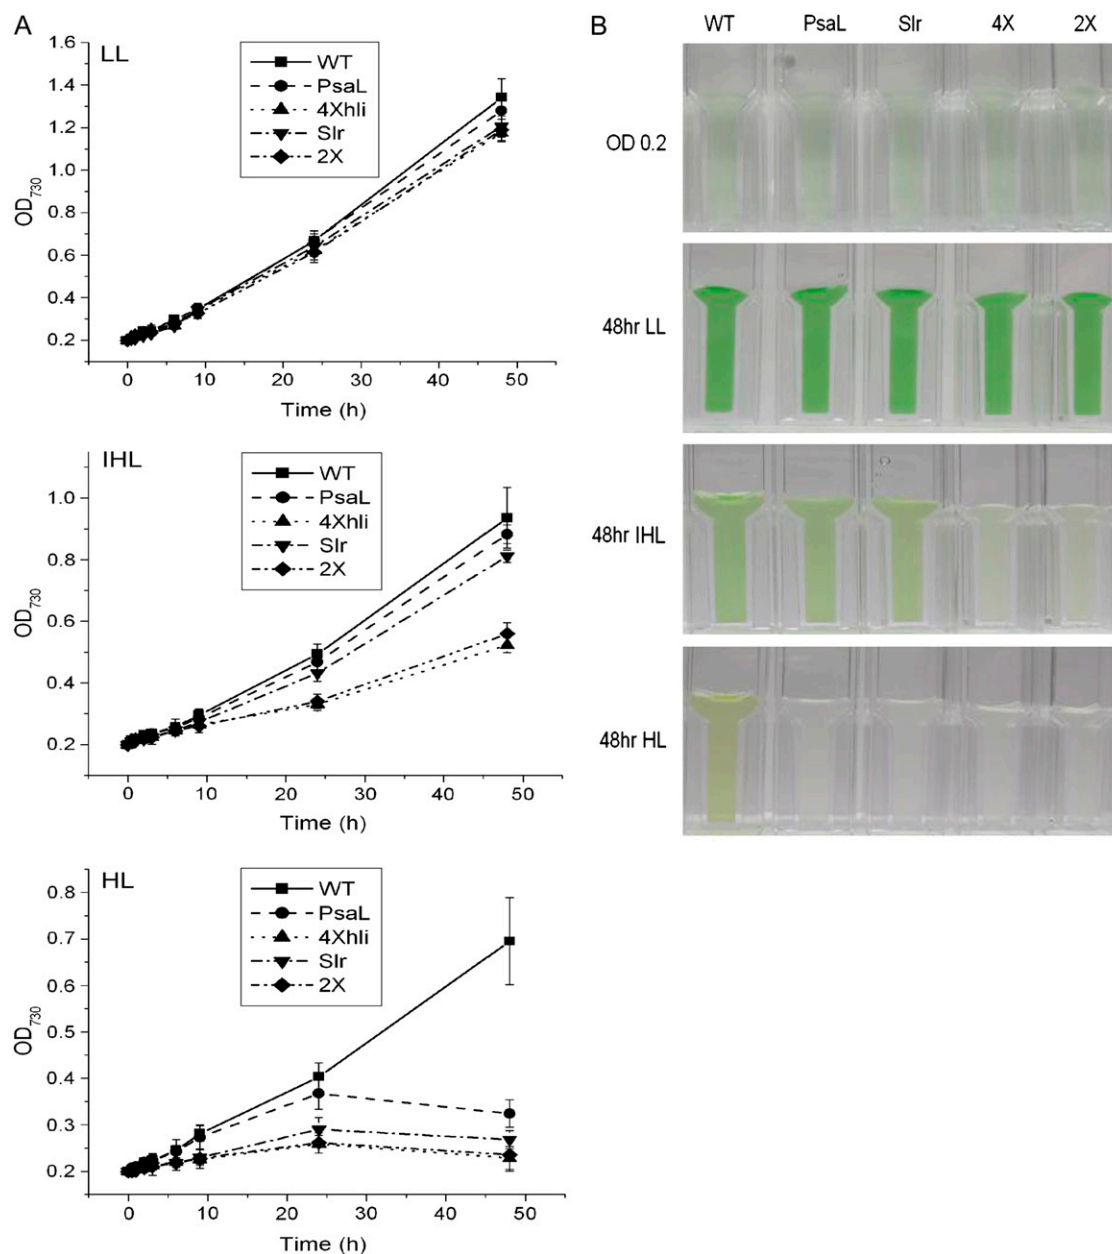 A
LL
WT
PsaL
4Xhli
Slr
2X
OD730
1.6
1.4
1.2
1.0
0.8
0.6
0.4
0.2
0 10 20 30 40 50
Time (h)
IHL
WT
PsaL
4Xhli
Slr
2X
OD730
1.0
0.8
0.6
0.4
0.2
0 10 20 30 40 50
Time (h)
HL
WT
PsaL
4Xhli
Slr
2X
OD730
0.8
0.7
0.6
0.5
0.4
0.3
0.2
0 10 20 30 40 50
Time (h)
B
WT PsaL Slr 4X 2X
OD 0.2
48hr LL
48hr IHL
48hr HL